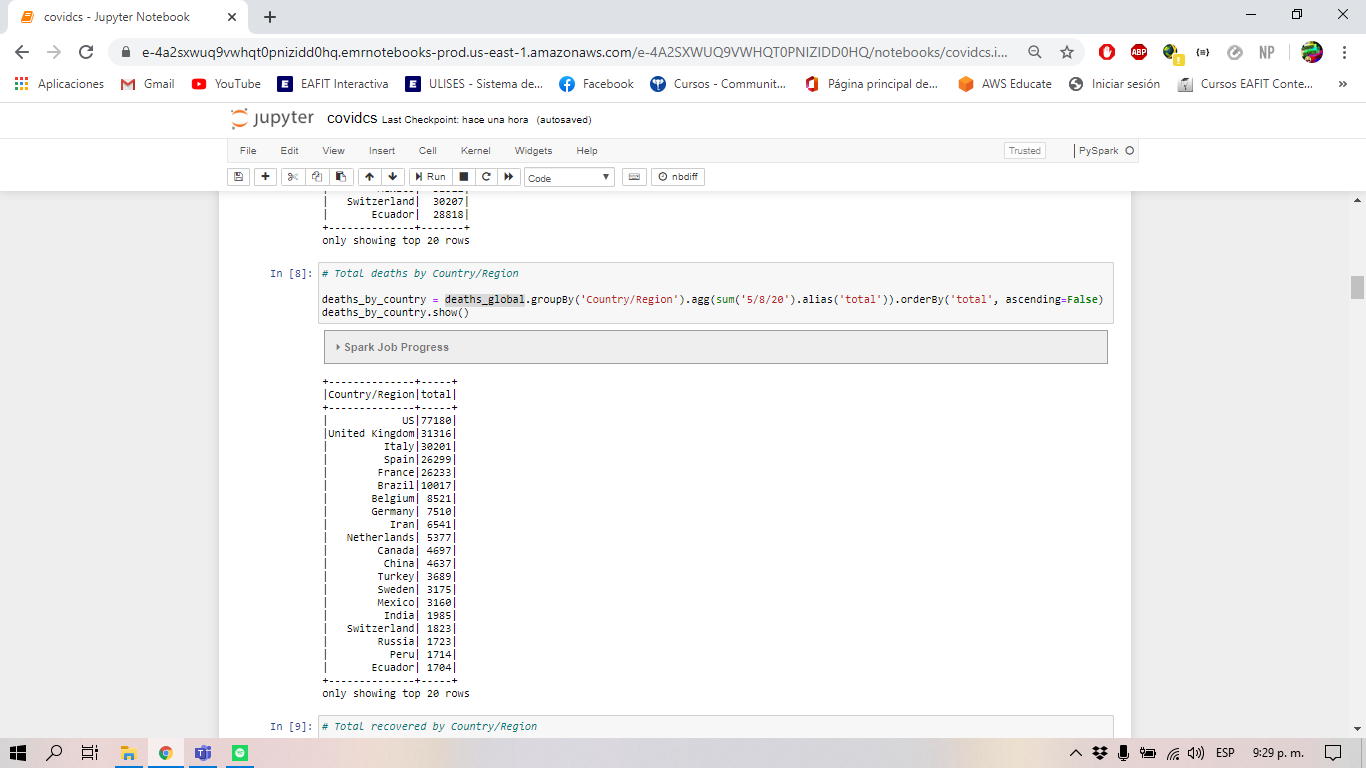 covidcs - Jupyter Notebook
e-4a2sxwuq9vwhqt0pnizidd0hq.emrnotebooks-prod.us-east-1.amazonaws.com/e-4A2SXWUQ9VWHQT0PNIZIDD0HQ/notebooks/covidcs.i...
ABP
NP
Aplicaciones Gmail YouTube EAFIT Interactiva ULISES - Sistema de... Facebook Cursos - Communit... Página principal de... AWS Educate Iniciar sesión Cursos EAFIT Conte... »
jupyter covidcs Last Checkpoint: hace una hora (autosaved)
File Edit View Insert Cell Kernel Widgets Help Trusted PySpark
Run Code nbdiff
| Switzerland| 30207|
| Ecuador| 28818|
+--------------+-------+
only showing top 20 rows
In [8]: # Total deaths by Country/Region
deaths_by_country = deaths_global.groupBy('Country/Region').agg(sum('5/8/20').alias('total')).orderBy('total', ascending=False)
deaths_by_country.show()
Spark Job Progress
+--------------+-----+
|Country/Region|total|
+--------------+-----+
| US|77180|
|United Kingdom|31316|
| Italy|30201|
| Spain|26299|
| France|26233|
| Brazil|10017|
| Belgium| 8521|
| Germany| 7510|
| Iran| 6541|
| Netherlands| 5377|
| Canada| 4697|
| China| 4637|
| Turkey| 3689|
| Sweden| 3175|
| Mexico| 3160|
| India| 1985|
| Switzerland| 1823|
| Russia| 1723|
| Peru| 1714|
| Ecuador| 1704|
+--------------+-----+
only showing top 20 rows
In [9]: # Total recovered by Country/Region
ESP 9:29 p. m.